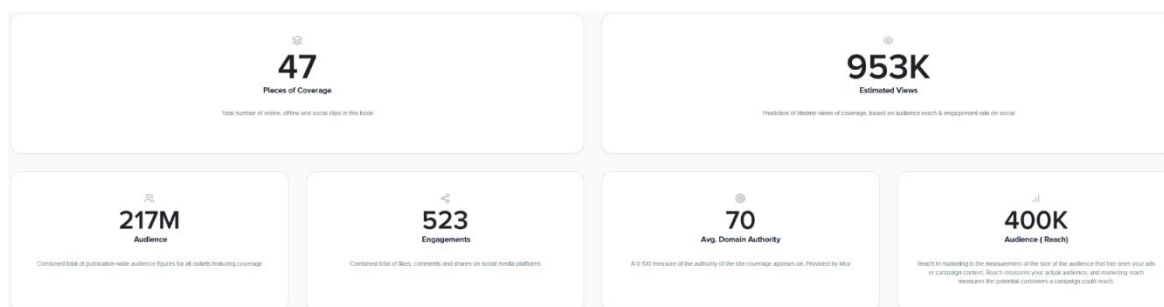 47
Pieces of Coverage
Total number of online, offline and social clips in this book
953K
Estimated Views
Prediction of lifetime views of coverage, based on audience reach & engagement rate on social
217M
Audience
Combined total of publication-wide audience figures for all outlets featuring coverage
523
Engagements
Combined total of likes, comments and shares on social media platforms
70
Avg. Domain Authority
A 0-100 measure of the authority of the site coverage appears on. Provided by Moz
400K
Audience ( Reach)
Reach in marketing is the measurement of the size of the audience that has seen your ads
or campaign content. Reach measures your actual audience, and marketing reach
measures the potential customers a campaign could reach.